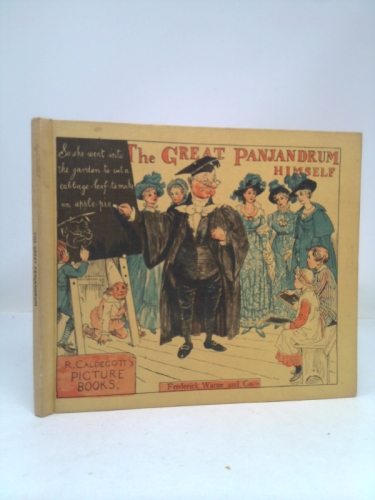 The GREAT PANJANDRUM
HIMSELF
So she went into
the garden to cut a
cabbage-leaf to make
an apple-pie
R. CALDECOTT's
PICTURE
BOOKS.
Frederick Warne and Co.